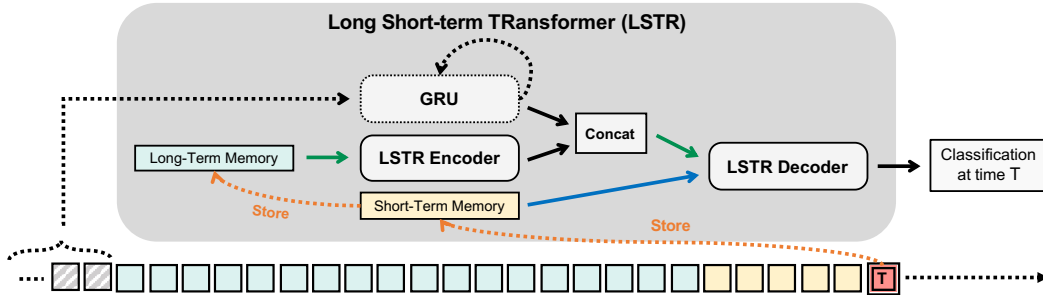 Long Short-term TRansformer (LSTR)
GRU
Concat
Long-Term Memory
LSTR Encoder
LSTR Decoder
Classification
at time T
Short-Term Memory
Store
Store
T